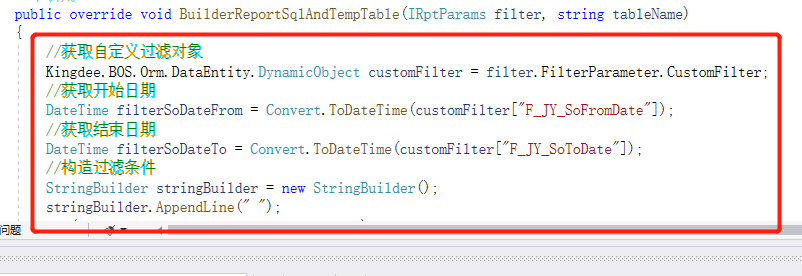 public override void BuilderReportSqlAndTempTable(IRptParams filter, string tableName)
{
//获取自定义过滤对象
Kingdee.BOS.Orm.DataEntity.DynamicObject customFilter = filter.FilterParameter.CustomFilter;
//获取开始日期
DateTime filterSoDateFrom = Convert.ToDateTime(customFilter["F_JY_SoFromDate"]);
//获取结束日期
DateTime filterSoDateTo = Convert.ToDateTime(customFilter["F_JY_SoToDate"]);
//构造过滤条件
StringBuilder stringBuilder = new StringBuilder();
stringBuilder.AppendLine(" ");
问题